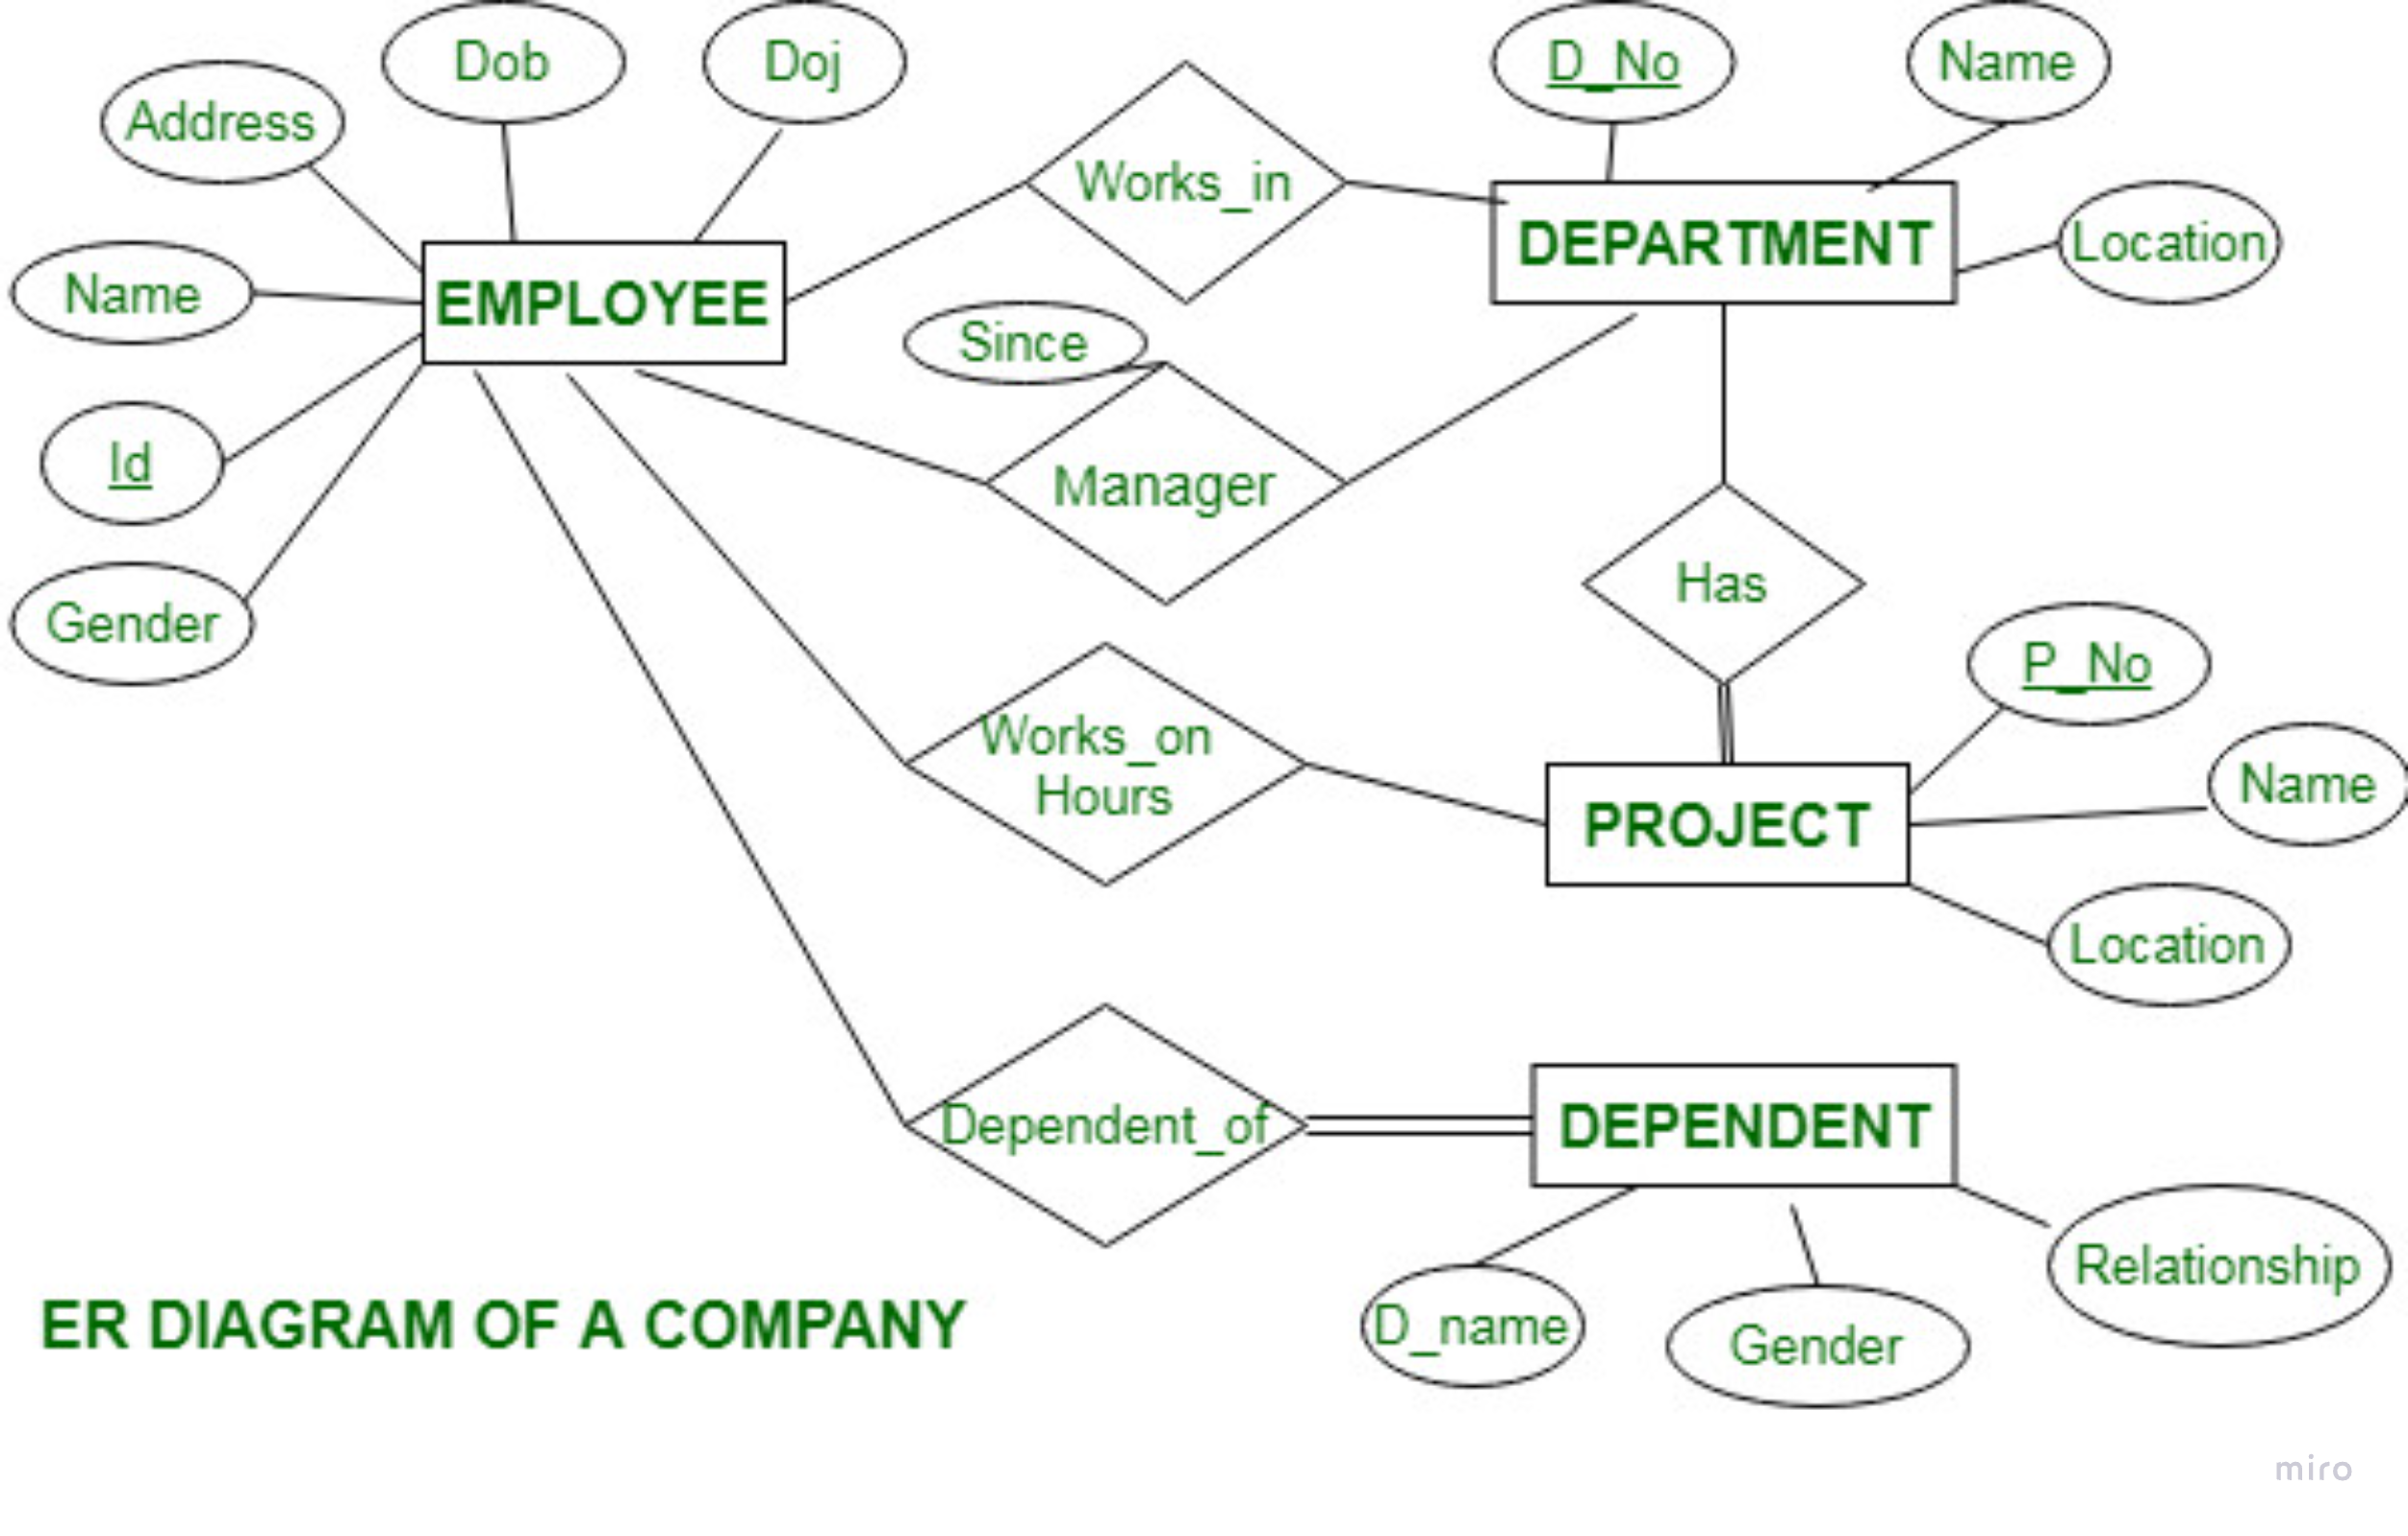 Dob
Doj
D_No
Name
Address
Works_in
DEPARTMENT
Location
Name
EMPLOYEE
Since
Id
Manager
Has
Gender
P_No
Works_on
Hours
Name
PROJECT
Location
Dependent_of
DEPENDENT
Relationship
D_name
Gender
ER DIAGRAM OF A COMPANY
miro